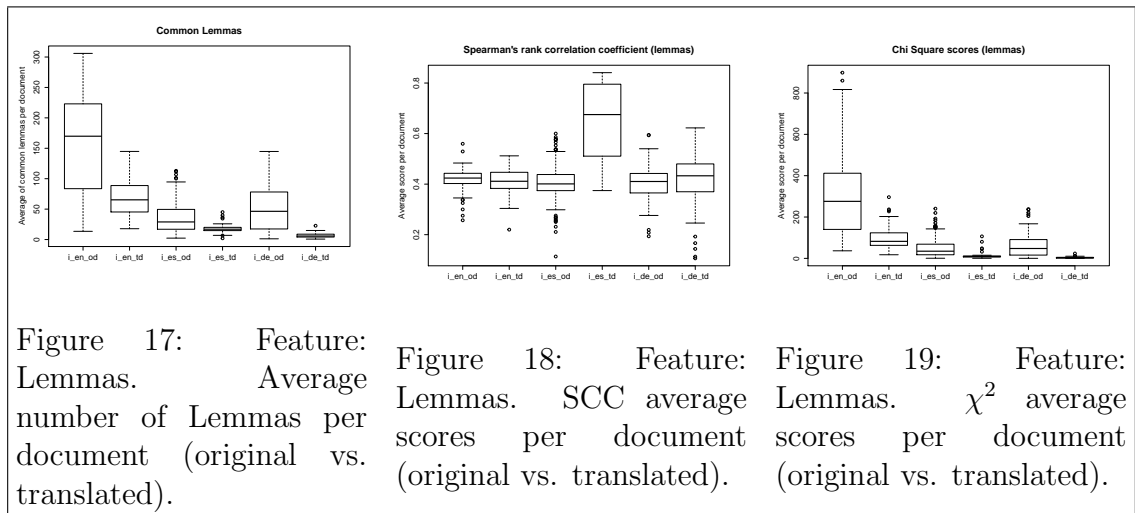 Common Lemmas
Average of common lemmas per document
300
250
200
150
100
50
0
i_en_od i_en_td i_es_od i_es_td i_de_od i_de_td
Figure 17: Feature:
Lemmas. Average
number of Lemmas per
document (original vs.
translated).
Spearman's rank correlation coefficient (lemmas)
Average score per document
0.8
0.6
0.4
0.2
i_en_od i_en_td i_es_od i_es_td i_de_od i_de_td
Figure 18: Feature:
Lemmas. SCC average
scores per document
(original vs. translated).
Chi Square scores (lemmas)
Average score per document
800
600
400
200
0
i_en_od i_en_td i_es_od i_es_td i_de_od i_de_td
Figure 19: Feature:
Lemmas. χ² average
scores per document
(original vs. translated).